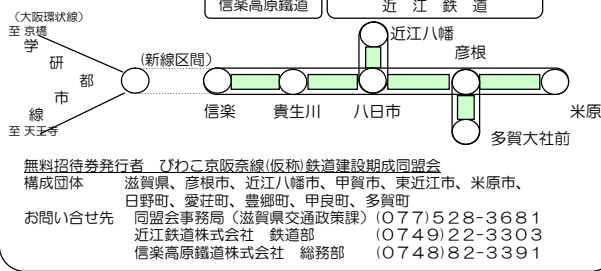 信楽高原鐵道 近江鉄道
(大阪環状線)
至 京橋
学研都市線
至 天王寺
(新線区間)
近江八幡
彦根
信楽 貴生川 八日市 米原
多賀大社前
無料招待券発行者 びわこ京阪奈線(仮称)鉄道建設期成同盟会
構成団体 滋賀県、彦根市、近江八幡市、甲賀市、東近江市、米原市、
日野町、愛荘町、豊郷町、甲良町、多賀町
お問い合せ先 同盟会事務局(滋賀県交通政策課)(077)528-3681
近江鉄道株式会社 鉄道部 (0749)22-3303
信楽高原鐵道株式会社 総務部 (0748)82-3391